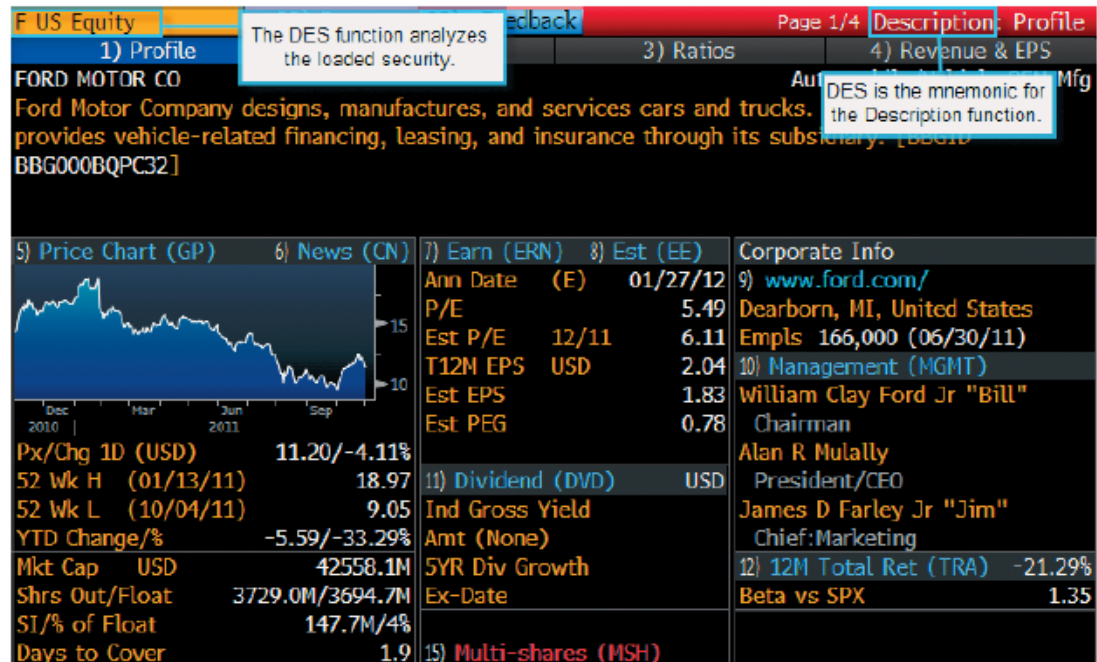 F US Equity
edback
Page 1/4 Description: Profile
The DES function analyzes
the loaded security.
1) Profile
3) Ratios
4) Revenue & EPS
FORD MOTOR CO
Mfg
DES is the mnemonic for
the Description function.
Ford Motor Company designs, manufactures, and services cars and trucks.
provides vehicle-related financing, leasing, and insurance through its subsidiary. [BBGID
BBG000BQPC32]
5) Price Chart (GP) 6) News (CN)
15
10
Dec Mar Jun Sep
2010 2011
Px/Chg 1D (USD) 11.20/-4.11%
52 Wk H (01/13/11) 18.97
52 Wk L (10/04/11) 9.05
YTD Change/% -5.59/-33.29%
Mkt Cap USD 42558.1M
Shrs Out/Float 3729.0M/3694.7M
SI/% of Float 147.7M/4%
Days to Cover 1.9
7) Earn (ERN) 8) Est (EE)
Ann Date (E) 01/27/12
P/E 5.49
Est P/E 12/11 6.11
T12M EPS USD 2.04
Est EPS 1.83
Est PEG 0.78
11) Dividend (DVD) USD
Ind Gross Yield
Amt (None)
5YR Div Growth
Ex-Date
15) Multi-shares (MSH)
Corporate Info
9) www.ford.com/
Dearborn, MI, United States
Empls 166,000 (06/30/11)
10) Management (MGMT)
William Clay Ford Jr "Bill"
Chairman
Alan R Mulally
President/CEO
James D Farley Jr "Jim"
Chief:Marketing
12) 12M Total Ret (TRA) -21.29%
Beta vs SPX 1.35